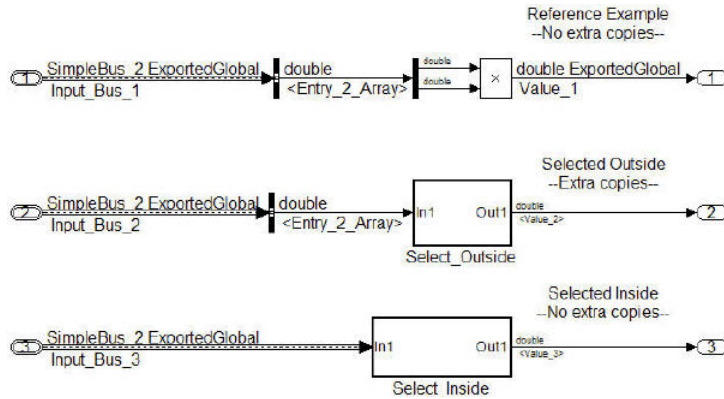 Reference Example
--No extra copies--
1 SimpleBus_2 ExportedGlobal double double double ExportedGlobal 1
Input_Bus_1 <Entry_2_Array> double × Value_1
Selected Outside
--Extra copies--
2 SimpleBus_2 ExportedGlobal double In1 Out1 double 2
Input_Bus_2 <Entry_2_Array> <Value_2>
Select_Outside
Selected Inside
--No extra copies--
3 SimpleBus_2 ExportedGlobal In1 Out1 double 3
Input_Bus_3 <Value_3>
Select_Inside